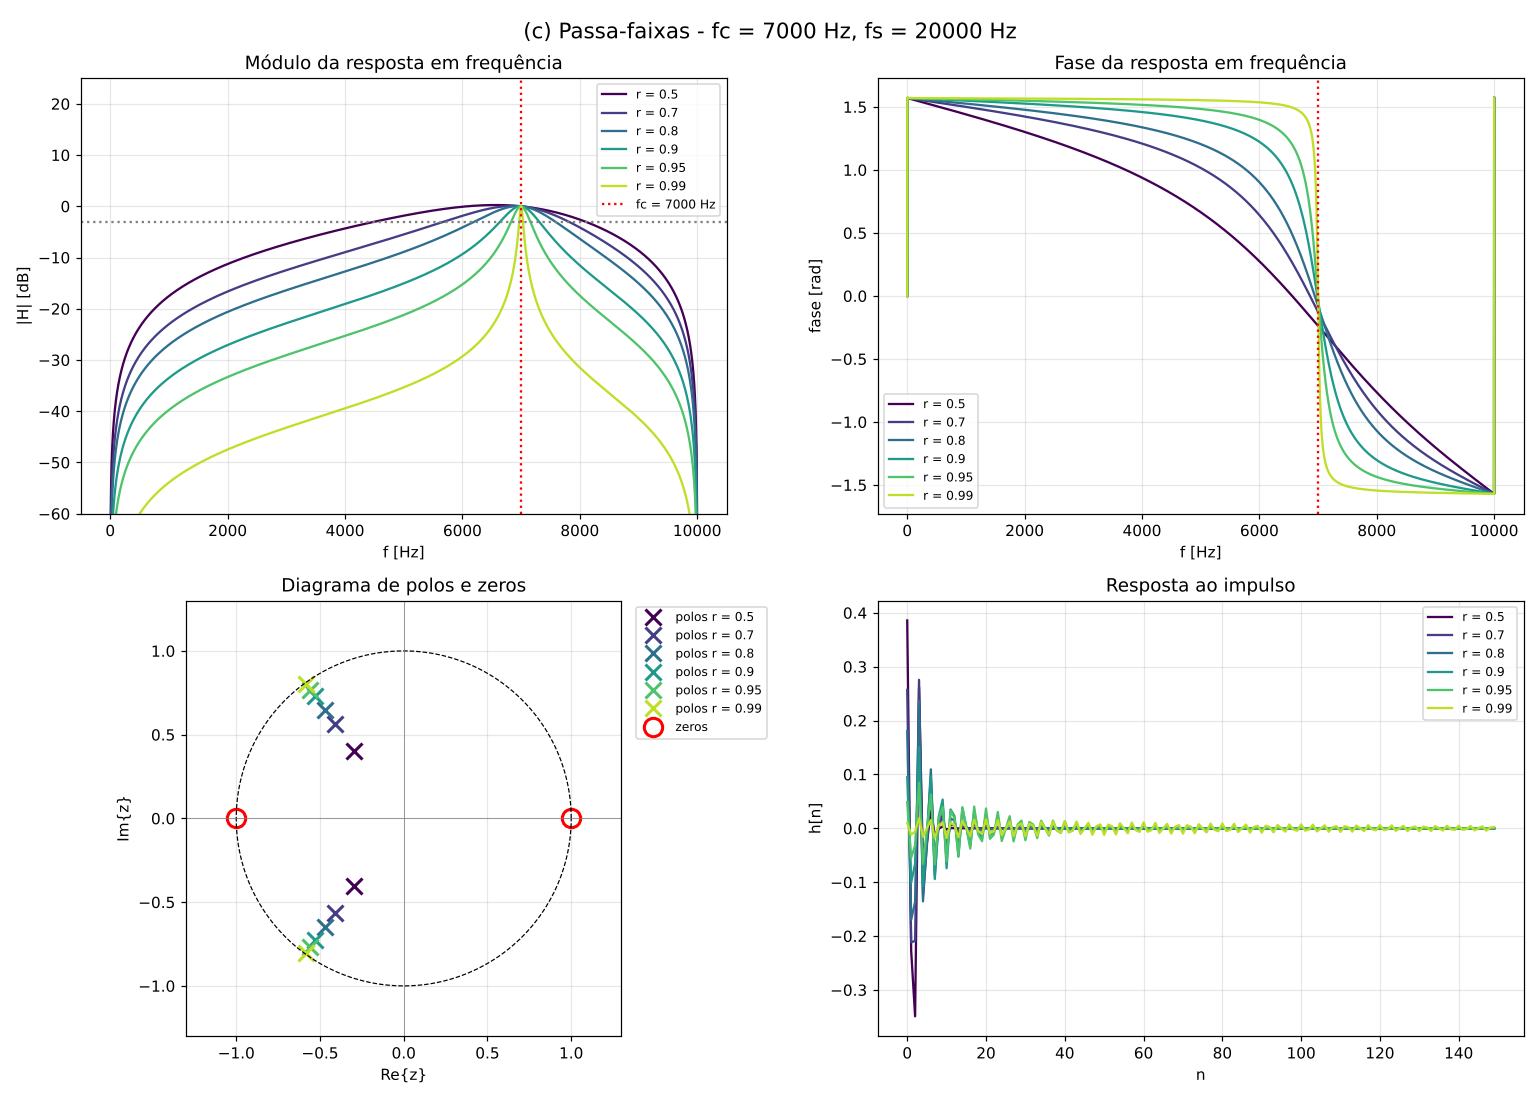 (c) Passa-faixas - fc = 7000 Hz, fs = 20000 Hz
Módulo da resposta em frequência
20
10
0
−10
−20
−30
−40
−50
−60
|H| [dB]
r = 0.5
r = 0.7
r = 0.8
r = 0.9
r = 0.95
r = 0.99
fc = 7000 Hz
0
2000
4000
6000
8000
10000
f [Hz]
Fase da resposta em frequência
1.5
1.0
0.5
0.0
−0.5
−1.0
−1.5
fase [rad]
r = 0.5
r = 0.7
r = 0.8
r = 0.9
r = 0.95
r = 0.99
0
2000
4000
6000
8000
10000
f [Hz]
Diagrama de polos e zeros
1.0
0.5
0.0
−0.5
−1.0
Im{z}
polos r = 0.5
polos r = 0.7
polos r = 0.8
polos r = 0.9
polos r = 0.95
polos r = 0.99
zeros
−1.0
−0.5
0.0
0.5
1.0
Re{z}
Resposta ao impulso
0.4
0.3
0.2
0.1
0.0
−0.1
−0.2
−0.3
h[n]
r = 0.5
r = 0.7
r = 0.8
r = 0.9
r = 0.95
r = 0.99
0
20
40
60
80
100
120
140
n